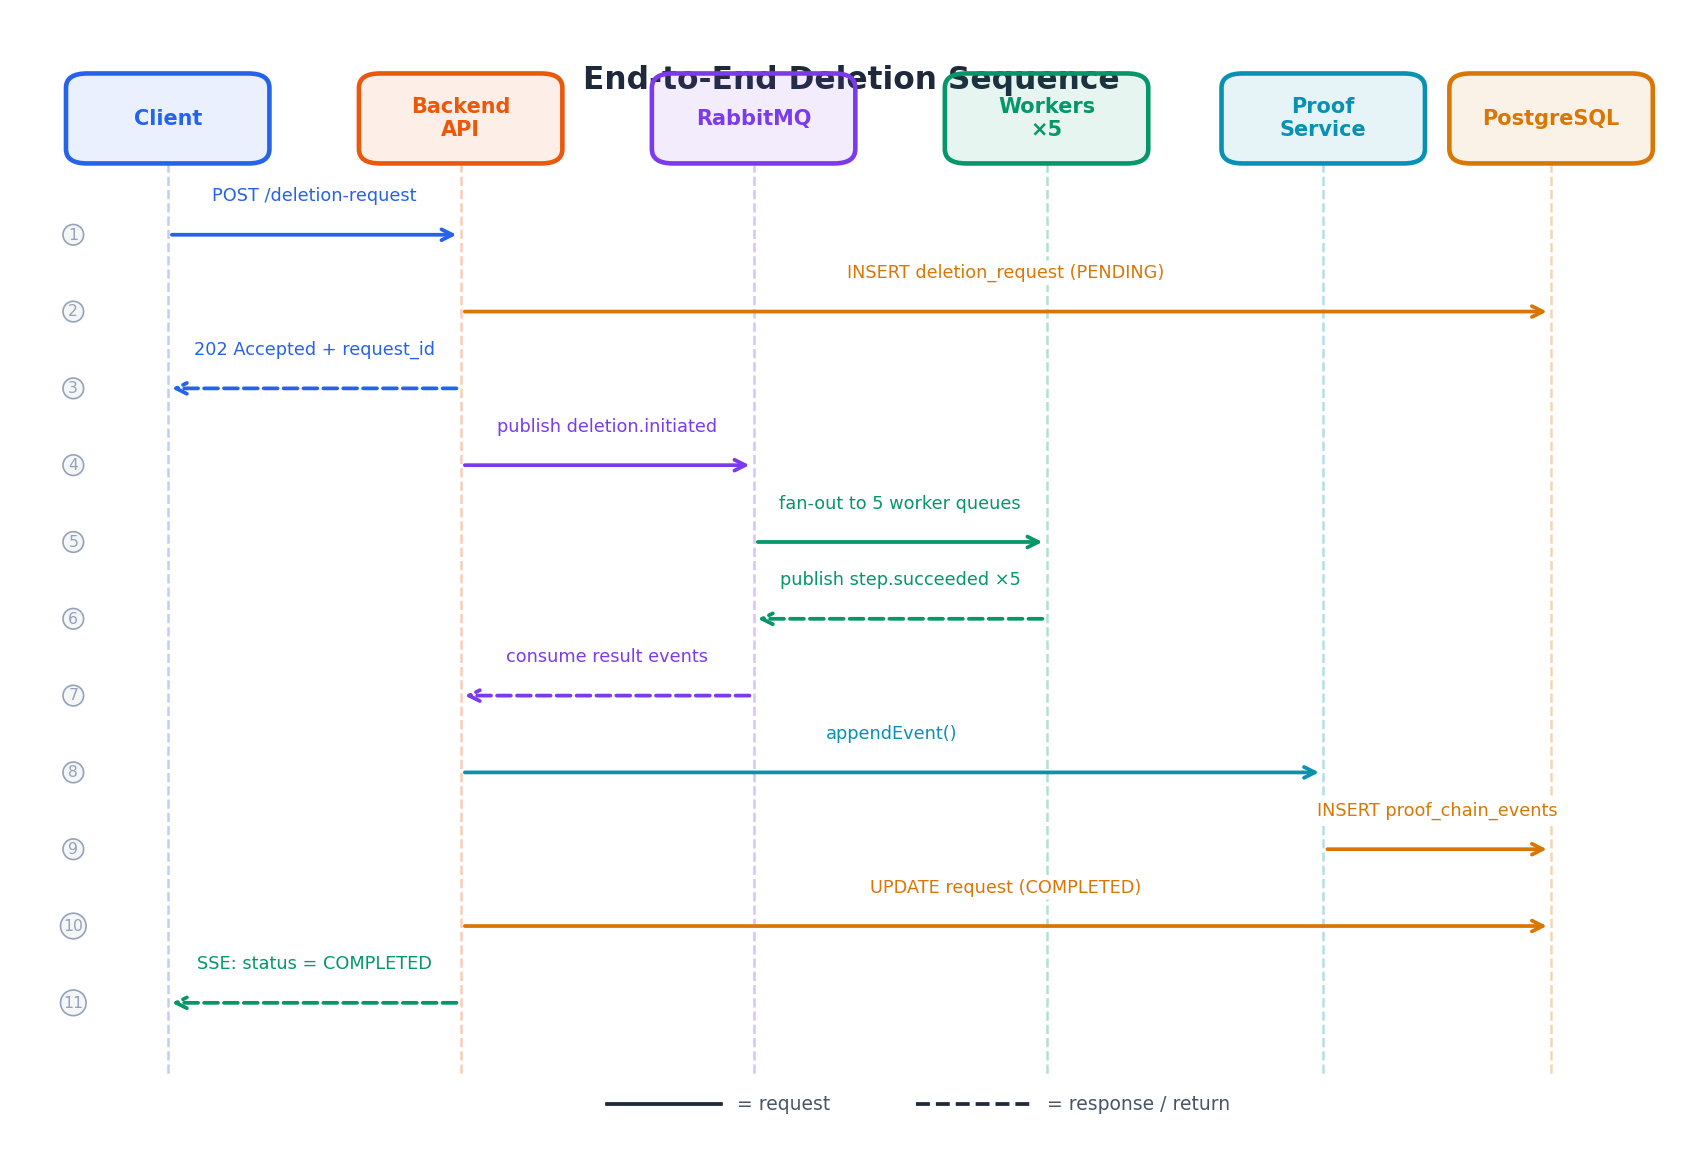 End-to-End Deletion Sequence
Client
Backend
API
RabbitMQ
Workers
×5
Proof
Service
PostgreSQL
POST /deletion-request
1
INSERT deletion_request (PENDING)
2
202 Accepted + request_id
3
publish deletion.initiated
4
fan-out to 5 worker queues
5
publish step.succeeded ×5
6
consume result events
7
appendEvent()
8
INSERT proof_chain_events
9
UPDATE request (COMPLETED)
10
SSE: status = COMPLETED
11
= request
= response / return